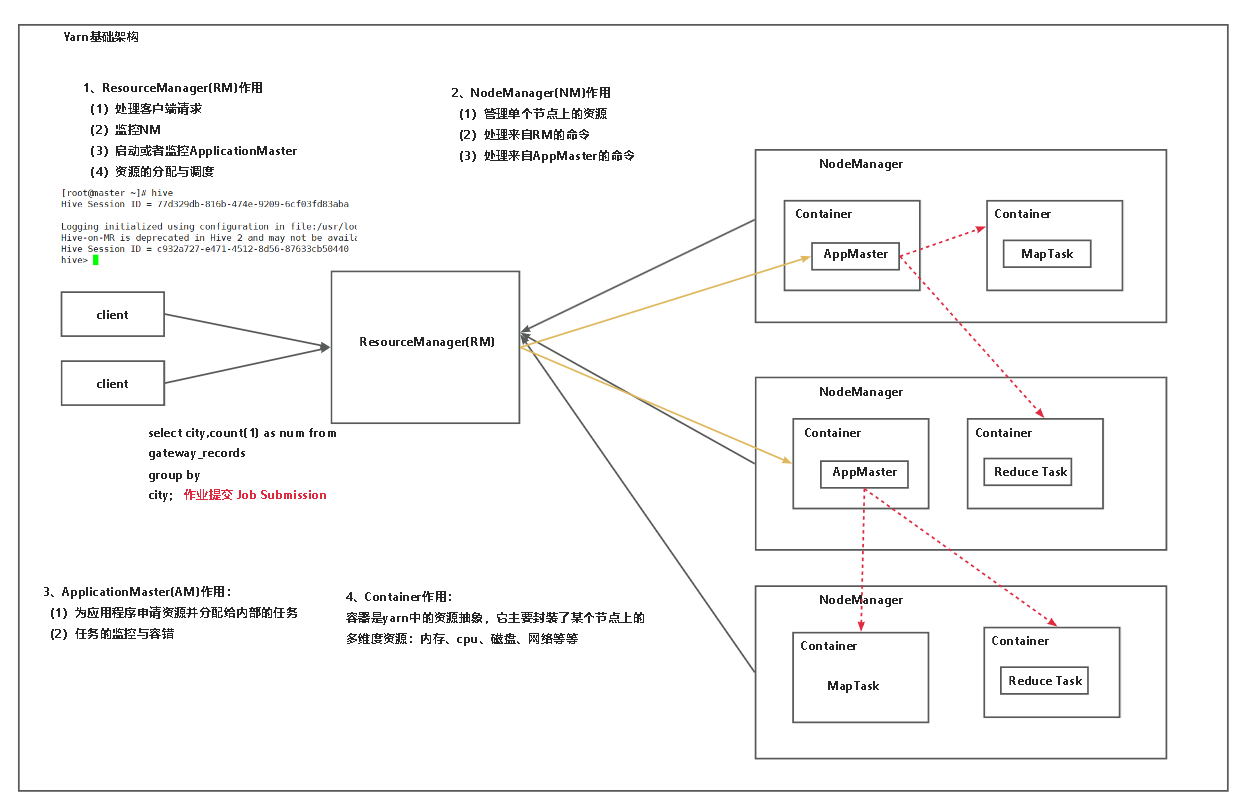 Yarn基础架构
1、ResourceManager(RM)作用
（1）处理客户端请求
（2）监控NM
（3）启动或者监控ApplicationMaster
（4）资源的分配与调度
2、NodeManager(NM)作用
（1）管理单个节点上的资源
（2）处理来自RM的命令
（3）处理来自AppMaster的命令
[root@master ~]# hive
Hive Session ID = 77d329db-816b-474e-9209-6cf03fd83aba
Logging initialized using configuration in file:/usr/loc
Hive-on-MR is deprecated in Hive 2 and may not be availa
Hive Session ID = c932a727-e471-4512-8d56-87633cb50440
hive>
client
client
ResourceManager(RM)
select city,count(1) as num from
gateway_records
group by
city; 作业提交 Job Submission
NodeManager
Container
AppMaster
Container
MapTask
NodeManager
Container
AppMaster
Container
Reduce Task
NodeManager
Container
MapTask
Container
Reduce Task
3、ApplicationMaster(AM)作用：
（1）为应用程序申请资源并分配给内部的任务
（2）任务的监控与容错
4、Container作用：
容器是yarn中的资源抽象，它主要封装了某个节点上的
多维度资源：内存、cpu、磁盘、网络等等